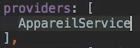 providers: [
AppareilService
],